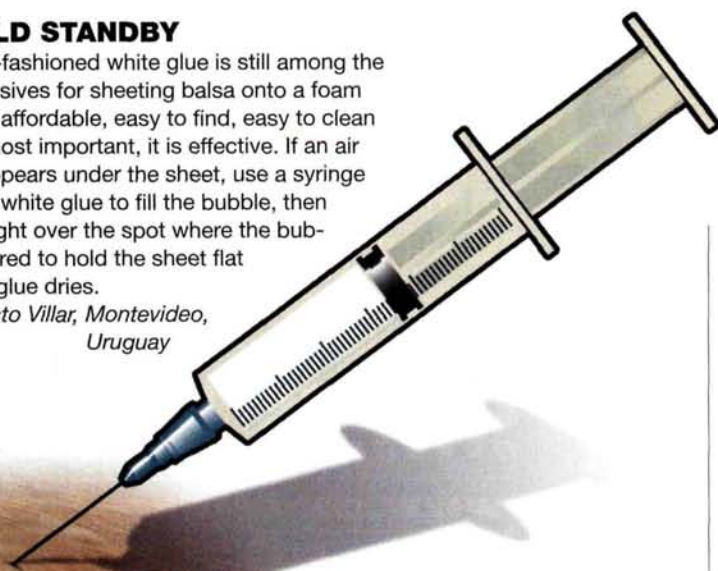 LD STANDBY
-fashioned white glue is still among the
sives for sheeting balsa onto a foam
affordable, easy to find, easy to clean
ost important, it is effective. If an air
pears under the sheet, use a syringe
white glue to fill the bubble, then
ght over the spot where the bub-
red to hold the sheet flat
glue dries.
to Villar, Montevideo,
Uruguay